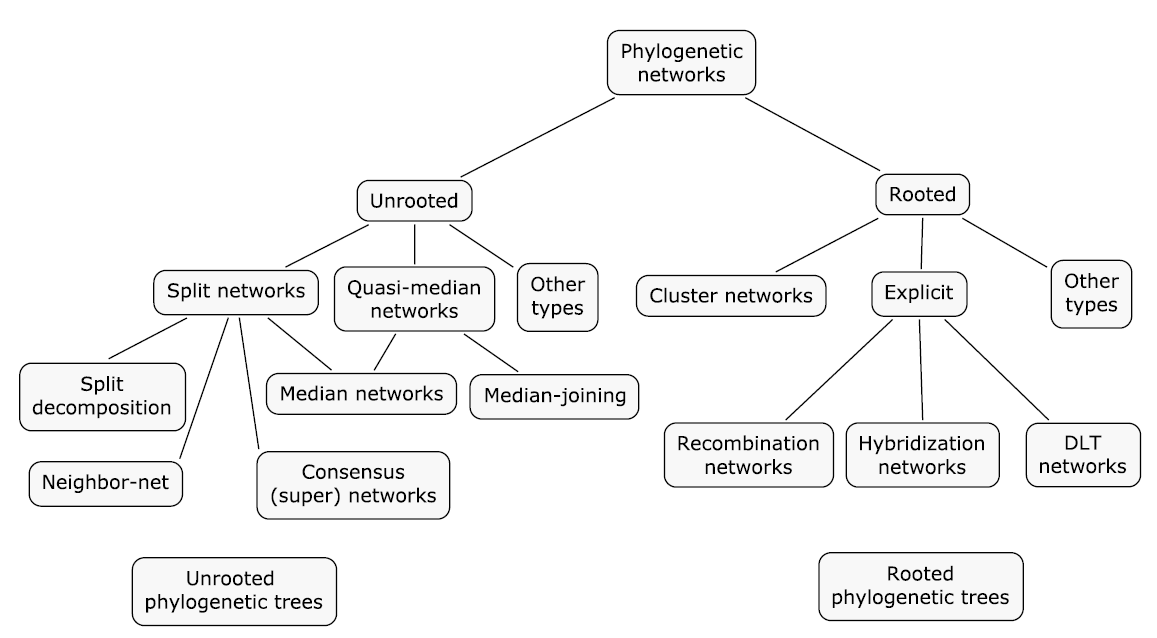 Phylogenetic
networks
Unrooted
Rooted
Split networks
Quasi-median
networks
Other
types
Cluster networks
Explicit
Other
types
Split
decomposition
Median networks
Median-joining
Neighbor-net
Consensus
(super) networks
Recombination
networks
Hybridization
networks
DLT
networks
Unrooted
phylogenetic trees
Rooted
phylogenetic trees